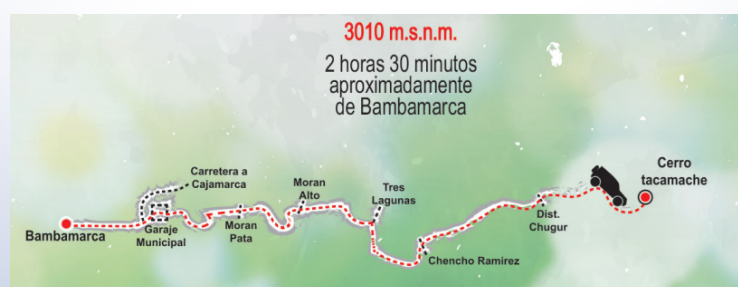 3010 m.s.n.m.
2 horas 30 minutos
aproximadamente
de Bambamarca
Carretera a
Cajamarca
Bambamarca
Garaje
Municipal
Moran
Pata
Moran
Alto
Tres
Lagunas
Chencho Ramirez
Dist.
Chugur
Cerro
tacamache